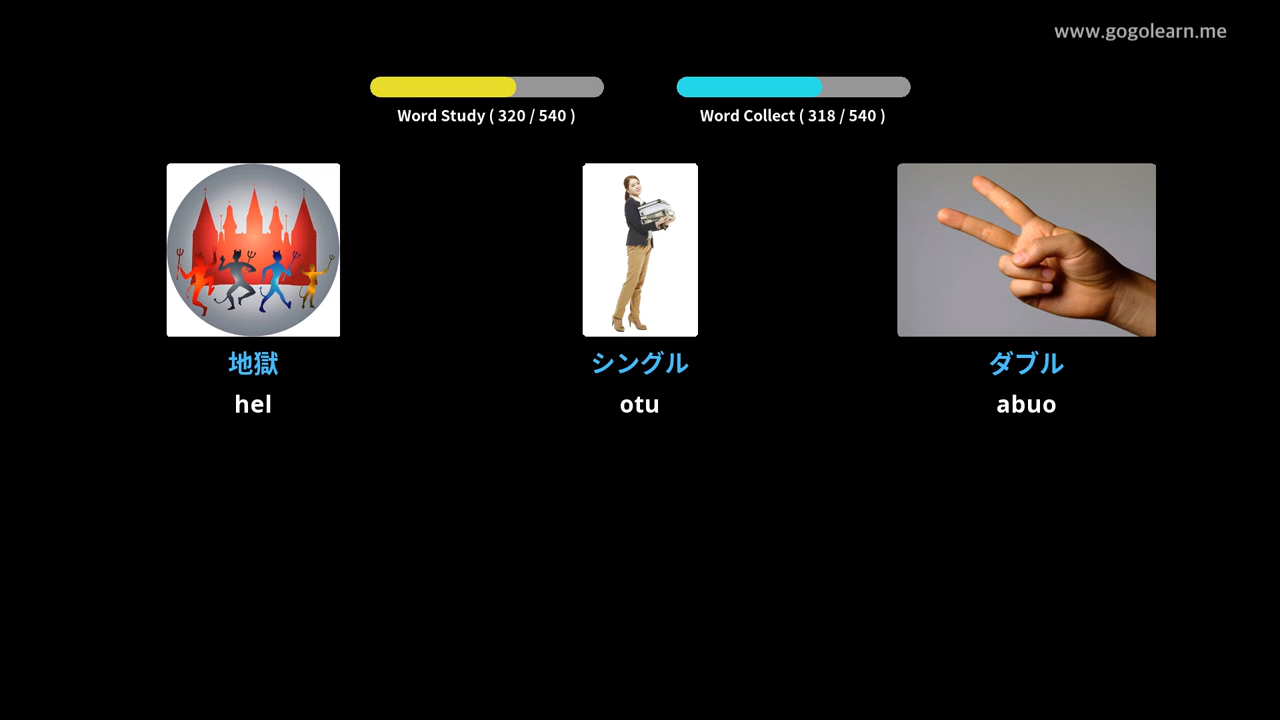 www.gogolearn.me
Word Study ( 320 / 540 )
Word Collect ( 318 / 540 )
地獄
シングル
ダブル
hel
otu
abuo